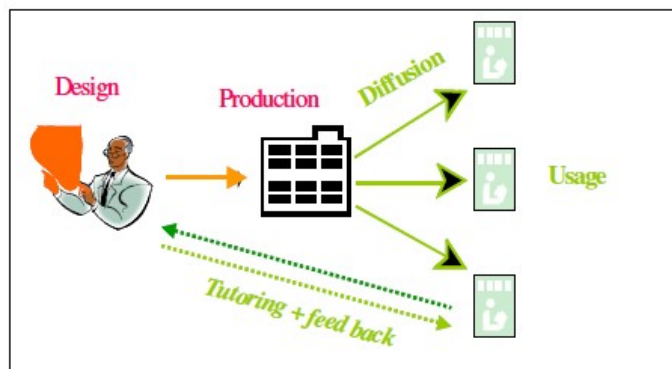 Design
Production
Diffusion
Usage
Tutoring + feed back